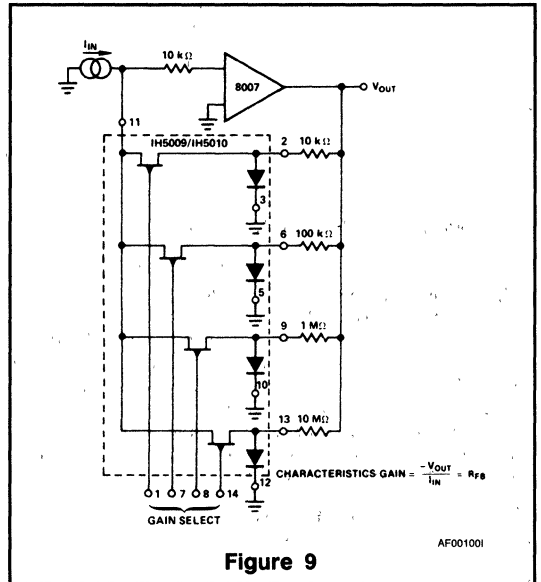 IIN
10 kΩ
8007
VOUT
11
IH5009/IH5010
2 10 kΩ
3
6 100 kΩ
5
9 1 MΩ
10
13 10 MΩ
12
CHARACTERISTICS GAIN = -VOUT / IIN = RFB
1 7 8 14
GAIN SELECT
AF00100I
Figure 9